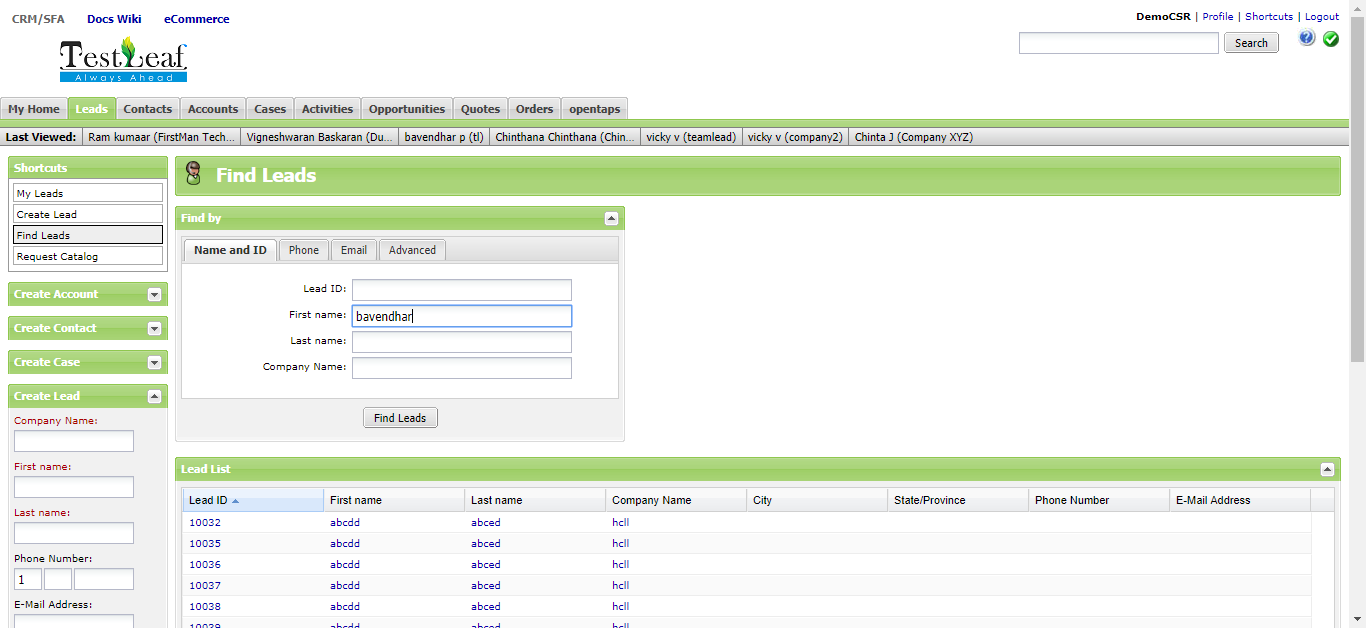 CRM/SFA Docs Wiki eCommerce
DemoCSR | Profile | Shortcuts | Logout
Search
TestLeaf
Always Ahead
My Home Leads Contacts Accounts Cases Activities Opportunities Quotes Orders opentaps
Last Viewed: Ram kumaar (FirstMan Tech... Vigneshwaran Baskaran (Du... bavendhar p (tl) Chinthana Chinthana (Chin... vicky v (teamlead) vicky v (company2) Chinta J (Company XYZ)
Shortcuts
My Leads
Create Lead
Find Leads
Request Catalog
Create Account
Create Contact
Create Case
Create Lead
Company Name:
First name:
Last name:
Phone Number:
1
E-Mail Address:
Find Leads
Find by
Name and ID Phone Email Advanced
Lead ID:
First name: bavendhar
Last name:
Company Name:
Find Leads
Lead List
Lead ID First name Last name Company Name City State/Province Phone Number E-Mail Address
10032 abcdd abced hcll
10035 abcdd abced hcll
10036 abcdd abced hcll
10037 abcdd abced hcll
10038 abcdd abced hcll
10039 abcdd abced hcll